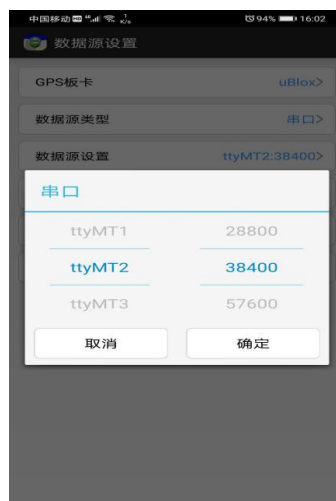 中国移动 94% 16:02
数据源设置
GPS板卡 uBlox>
数据源类型 串口>
数据源设置 ttyMT2:38400>
串口
ttyMT1 28800
ttyMT2 38400
ttyMT3 57600
取消 确定